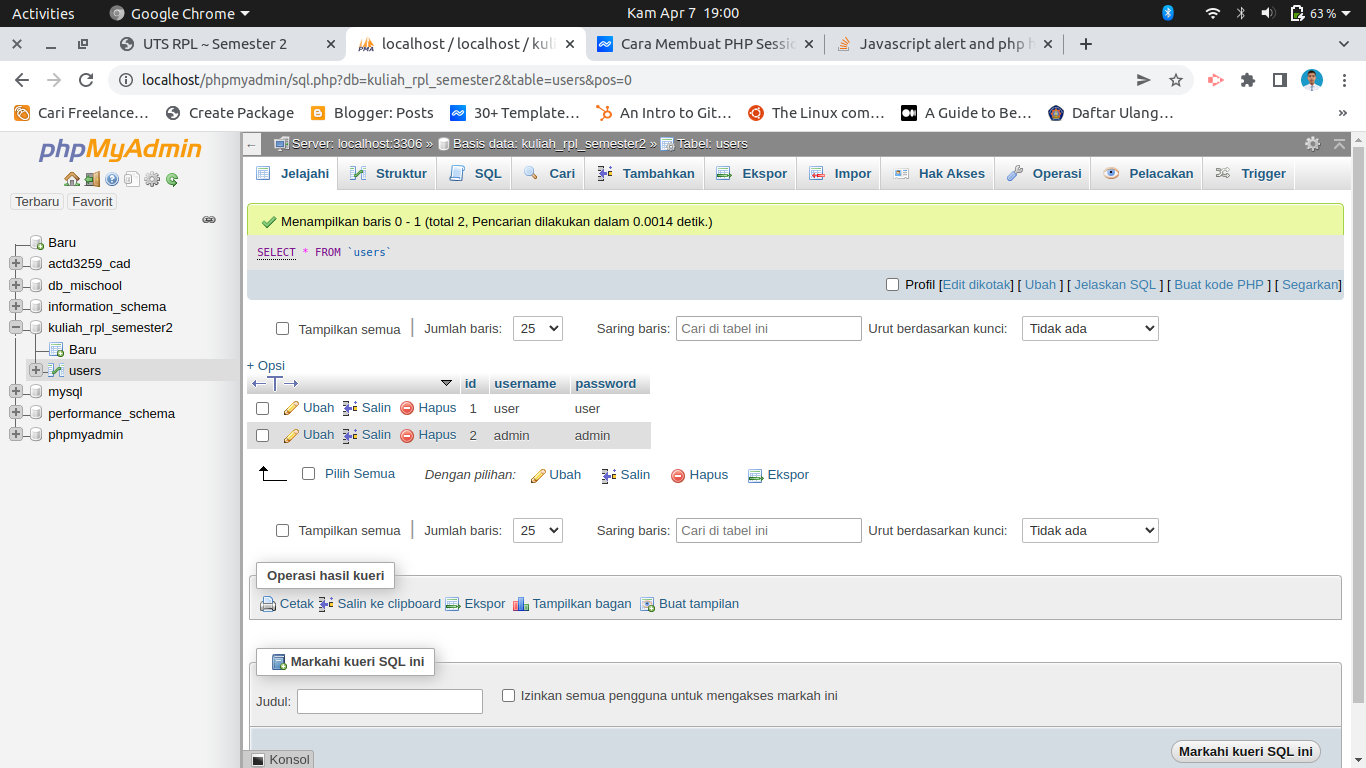 Activities Google Chrome Kam Apr 7 19:00 63 %
UTS RPL ~ Semester 2 localhost / localhost / kuli Cara Membuat PHP Sessio Javascript alert and php h
localhost/phpmyadmin/sql.php?db=kuliah_rpl_semester2&table=users&pos=0
Cari Freelance… Create Package Blogger: Posts 30+ Template… An Intro to Git… The Linux com… A Guide to Be… Daftar Ulang… »
phpMyAdmin
Terbaru Favorit
Baru
actd3259_cad
db_mischool
information_schema
kuliah_rpl_semester2
Baru
users
mysql
performance_schema
phpmyadmin
← Server: localhost:3306 » Basis data: kuliah_rpl_semester2 » Tabel: users
Jelajahi Struktur SQL Cari Tambahkan Ekspor Impor Hak Akses Operasi Pelacakan Trigger
Menampilkan baris 0 - 1 (total 2, Pencarian dilakukan dalam 0.0014 detik.)
SELECT * FROM `users`
Profil [Edit dikotak] [ Ubah ] [ Jelaskan SQL ] [ Buat kode PHP ] [ Segarkan]
Tampilkan semua | Jumlah baris: 25 Saring baris: Cari di tabel ini Urut berdasarkan kunci: Tidak ada
+ Opsi
←T→ id username password
Ubah Salin Hapus 1 user user
Ubah Salin Hapus 2 admin admin
Pilih Semua Dengan pilihan: Ubah Salin Hapus Ekspor
Tampilkan semua | Jumlah baris: 25 Saring baris: Cari di tabel ini Urut berdasarkan kunci: Tidak ada
Operasi hasil kueri
Cetak Salin ke clipboard Ekspor Tampilkan bagan Buat tampilan
Markahi kueri SQL ini
Judul: Izinkan semua pengguna untuk mengakses markah ini
Markahi kueri SQL ini
Konsol